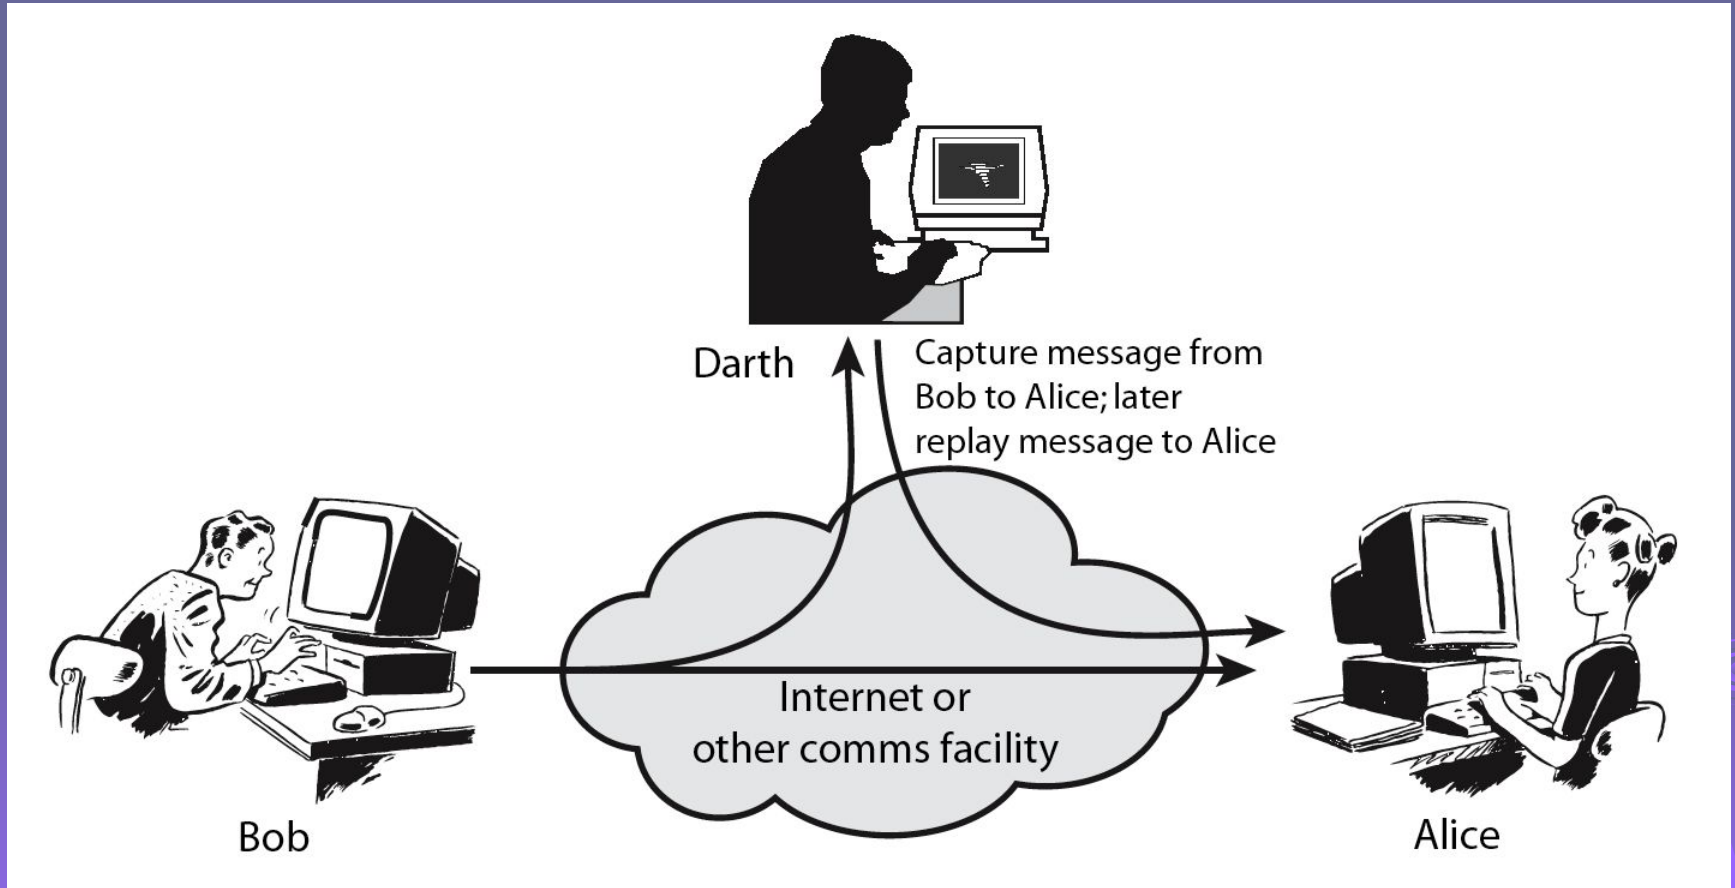 Darth
Capture message from
Bob to Alice; later
replay message to Alice
Internet or
other comms facility
Bob
Alice